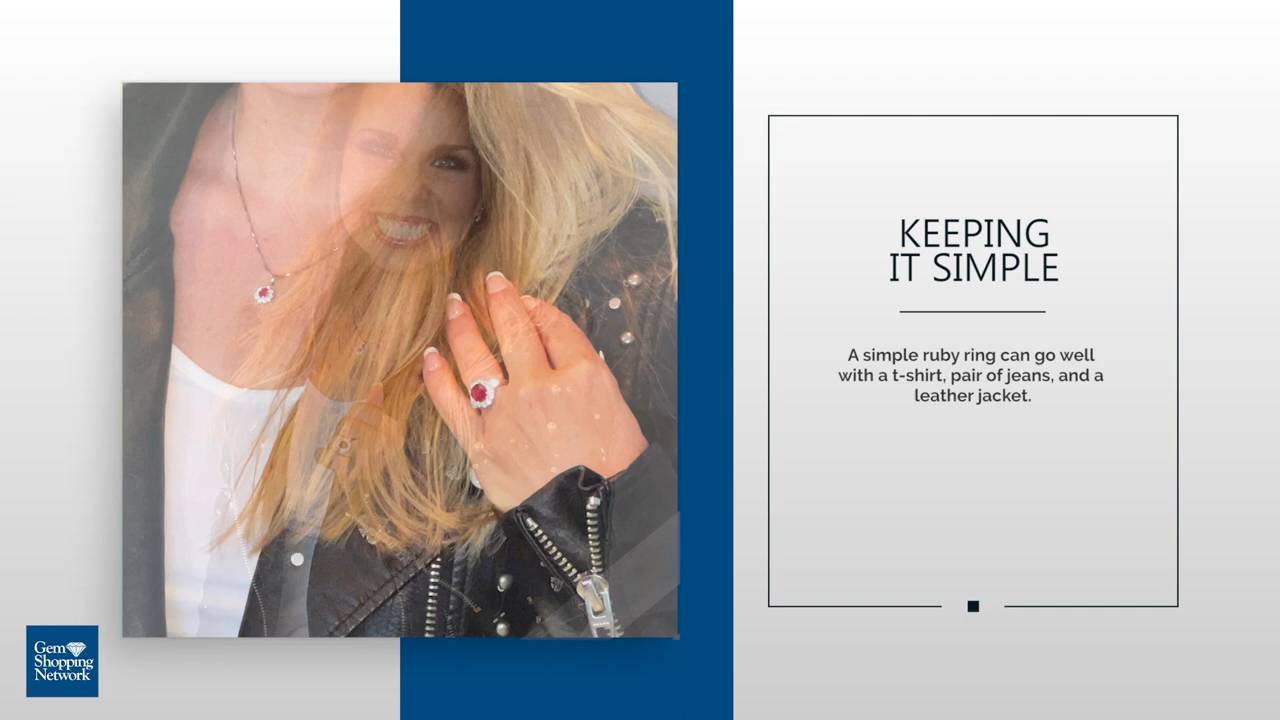 KEEPING
IT SIMPLE
A simple ruby ring can go well
with a t-shirt, pair of jeans, and a
leather jacket.
Gem
Shopping
Network